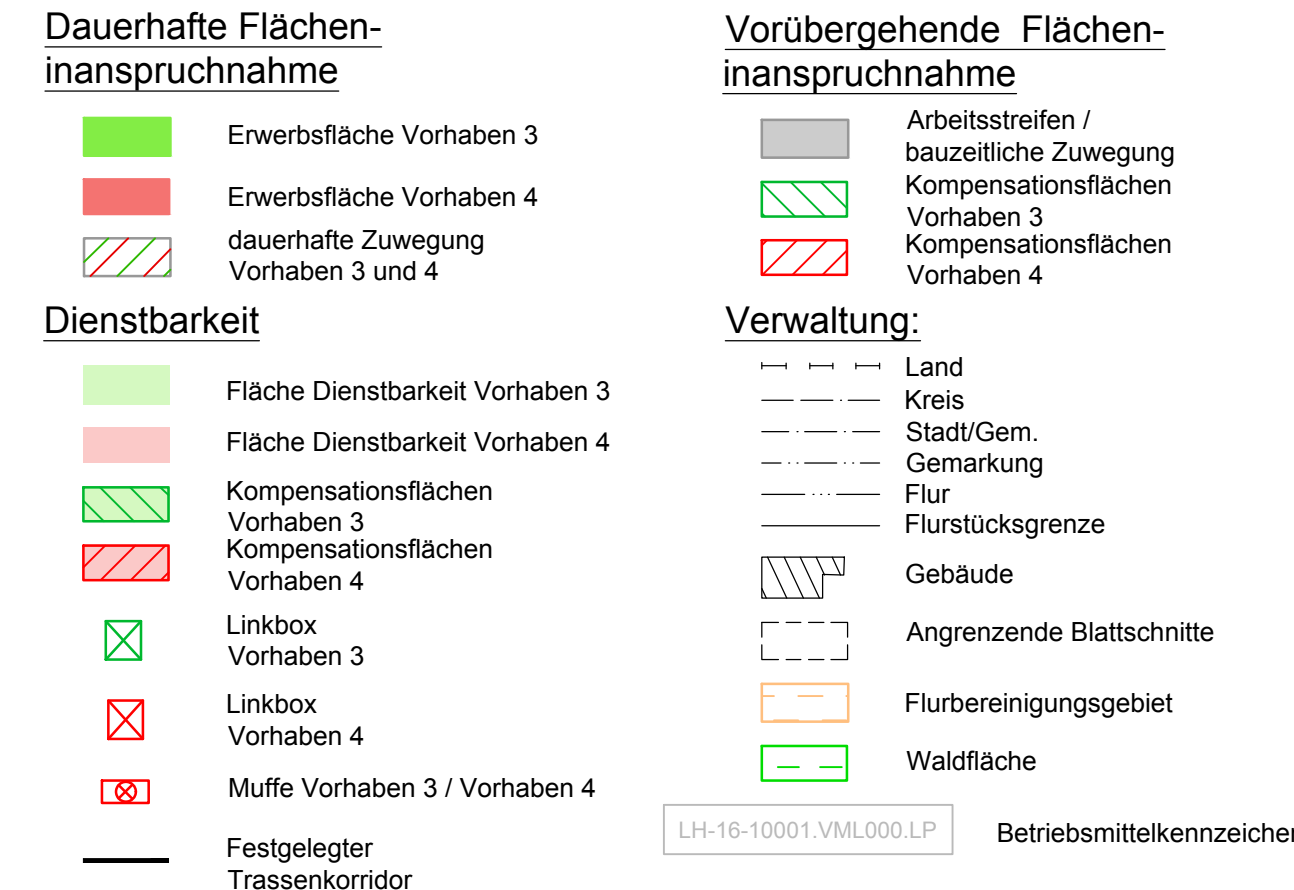 Dauerhafte Flächen-
inanspruchnahme
Erwerbsfläche Vorhaben 3
Erwerbsfläche Vorhaben 4
dauerhafte Zuwegung
Vorhaben 3 und 4
Dienstbarkeit
Fläche Dienstbarkeit Vorhaben 3
Fläche Dienstbarkeit Vorhaben 4
Kompensationsflächen
Vorhaben 3
Kompensationsflächen
Vorhaben 4
Linkbox
Vorhaben 3
Linkbox
Vorhaben 4
Muffe Vorhaben 3 / Vorhaben 4
Festgelegter
Trassenkorridor
Vorübergehende Flächen-
inanspruchnahme
Arbeitsstreifen /
bauzeitliche Zuwegung
Kompensationsflächen
Vorhaben 3
Kompensationsflächen
Vorhaben 4
Verwaltung:
Land
Kreis
Stadt/Gem.
Gemarkung
Flur
Flurstücksgrenze
Gebäude
Angrenzende Blattschnitte
Flurbereinigungsgebiet
Waldfläche
LH-16-10001.VML000.LP
Betriebsmittelkennzeichen